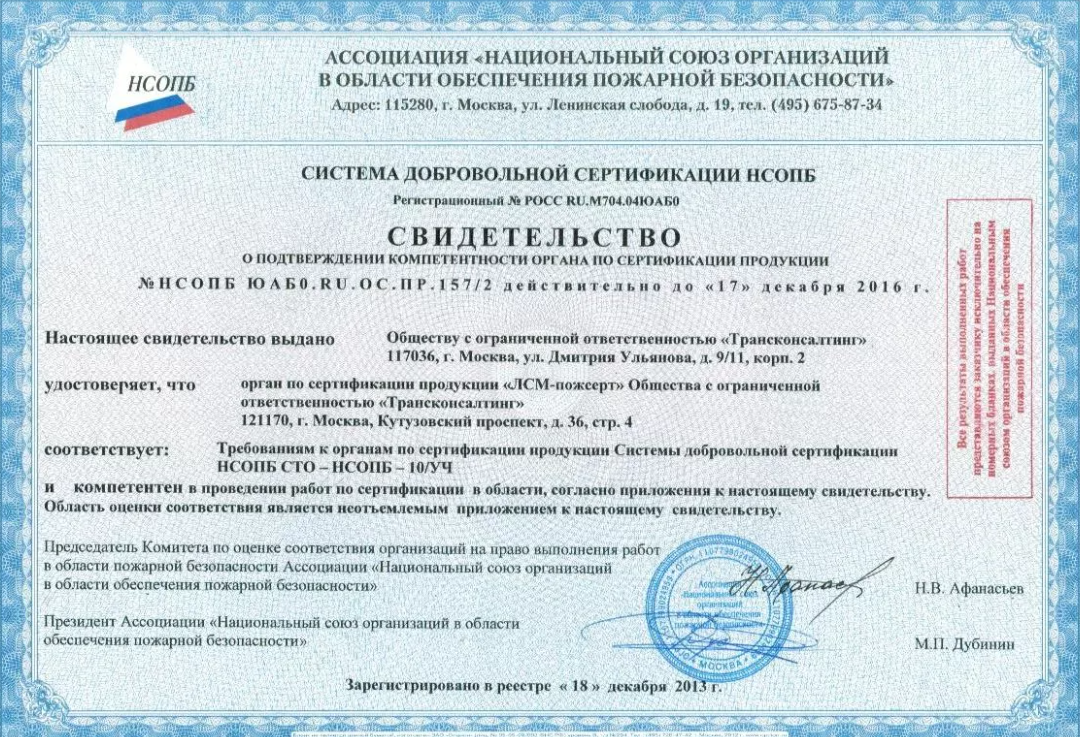 НСОПБ
АССОЦИАЦИЯ «НАЦИОНАЛЬНЫЙ СОЮЗ ОРГАНИЗАЦИЙ
В ОБЛАСТИ ОБЕСПЕЧЕНИЯ ПОЖАРНОЙ БЕЗОПАСНОСТИ»
Адрес: 115280, г. Москва, ул. Ленинская слобода, д. 19, тел. (495) 675-87-34
СИСТЕМА ДОБРОВОЛЬНОЙ СЕРТИФИКАЦИИ НСОПБ
Регистрационный № РОСС RU.М704.04ЮАБ0
СВИДЕТЕЛЬСТВО
О ПОДТВЕРЖДЕНИИ КОМПЕТЕНТНОСТИ ОРГАНА ПО СЕРТИФИКАЦИИ ПРОДУКЦИИ
№НСОПБ ЮАБ0.RU.ОС.ПР.157/2 действительно до «17» декабря 2016 г.
Настоящее свидетельство выдано Обществу с ограниченной ответственностью «Трансконсалтинг»
117036, г. Москва, ул. Дмитрия Ульянова, д. 9/11, корп. 2
удостоверяет, что орган по сертификации продукции «ЛСМ-пожсерт» Общества с ограниченной
ответственностью «Трансконсалтинг»
121170, г. Москва, Кутузовский проспект, д. 36, стр. 4
соответствует: Требованиям к органам по сертификации продукции Системы добровольной сертификации
НСОПБ СТО – НСОПБ – 10/УЧ
и компетентен в проведении работ по сертификации в области, согласно приложения к настоящему свидетельству.
Область оценки соответствия является неотъемлемым приложением к настоящему свидетельству.
Все результаты выполненных работ
представляются заказчику исключительно на
номерных бланках, выданных Национальным
союзом организаций в области обеспечения
пожарной безопасности
Председатель Комитета по оценке соответствия организаций на право выполнения работ
в области пожарной безопасности Ассоциации «Национальный союз организаций
в области обеспечения пожарной безопасности»
Н.В. Афанасьев
Президент Ассоциации «Национальный союз организаций в области
обеспечения пожарной безопасности»
М.П. Дубинин
МОСКВА
Зарегистрировано в реестре «18» декабря 2013 г.